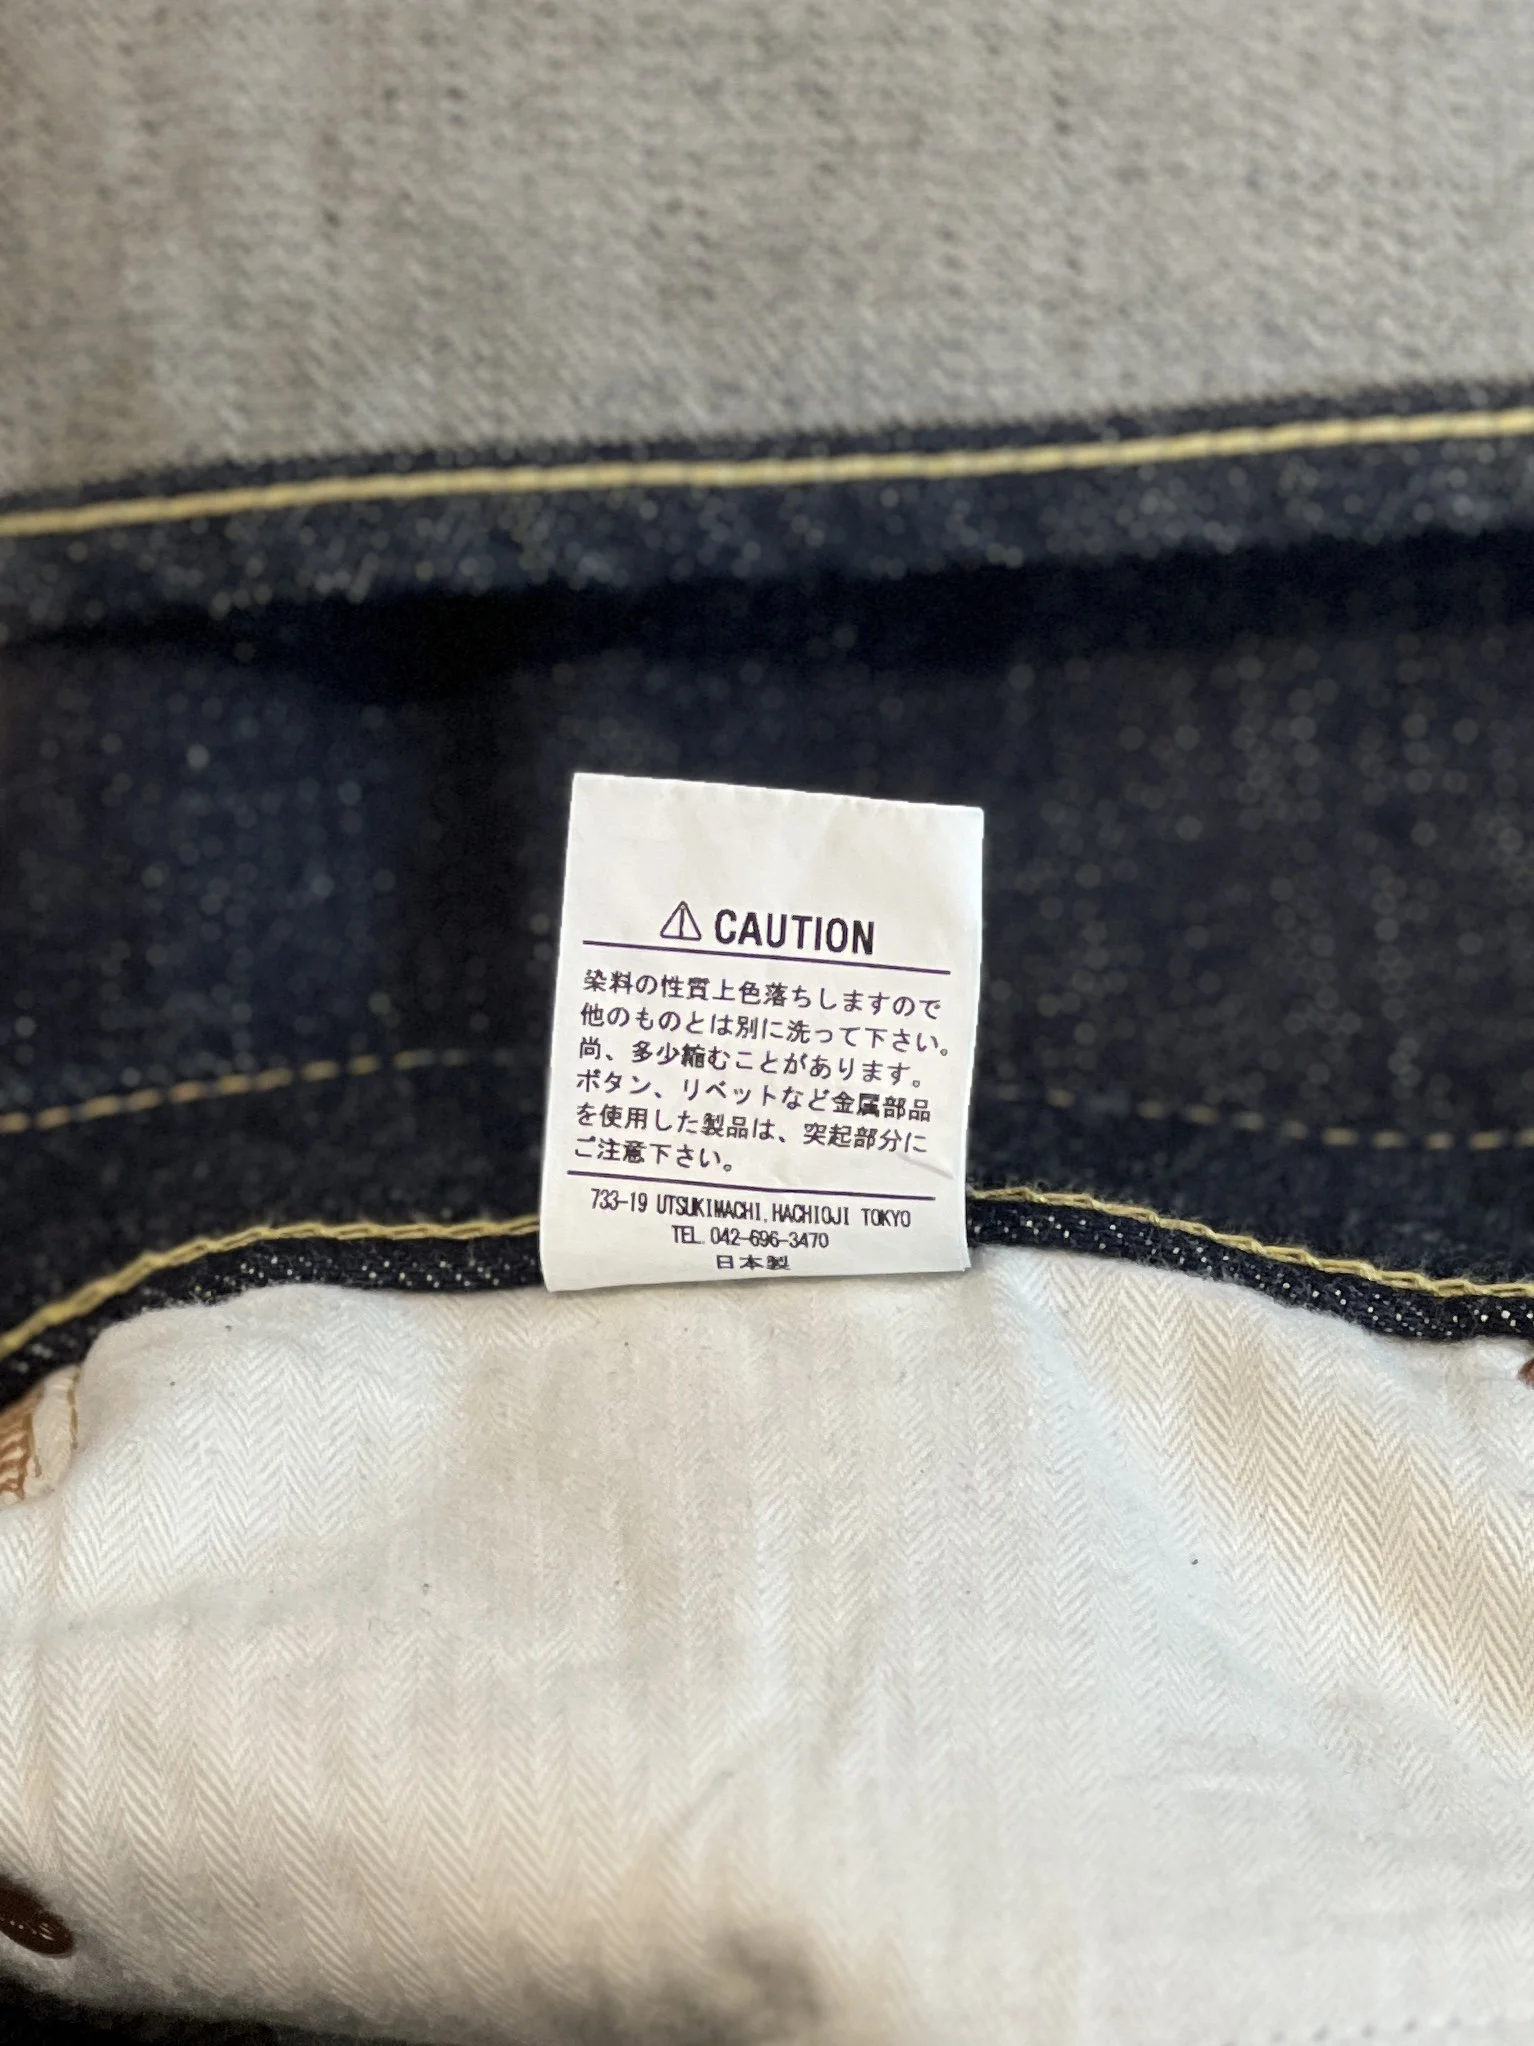 ⚠ CAUTION
染料の性質上色落ちしますので
他のものとは別に洗って下さい。
尚、多少縮むことがあります。
ボタン、リベットなど金属部品
を使用した製品は、突起部分に
ご注意下さい。
733-19 UTSUKIMACHI,HACHIOJI TOKYO
TEL.042-696-3470
日本製